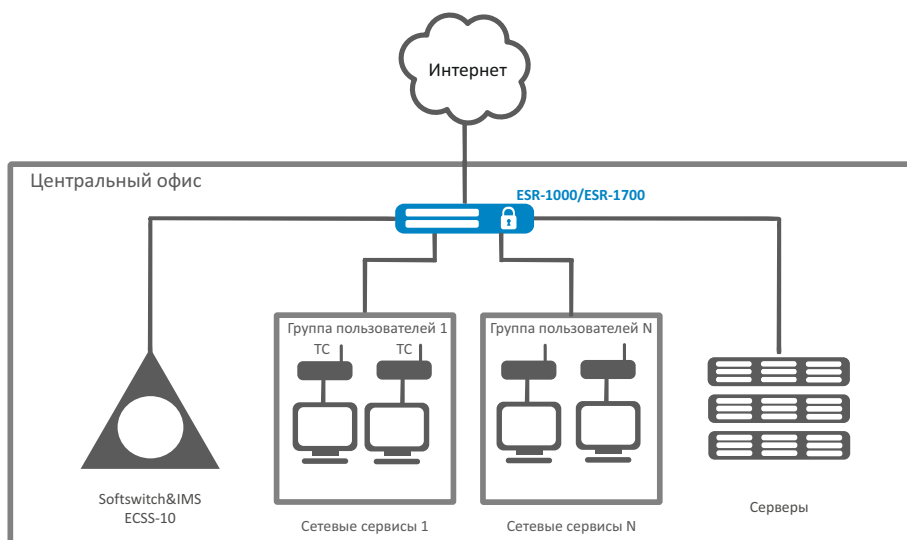 Интернет
Центральный офис
ESR-1000/ESR-1700
Группа пользователей 1
ТС
ТС
Группа пользователей N
Softswitch&IMS
ECSS-10
Сетевые сервисы 1
Сетевые сервисы N
Серверы